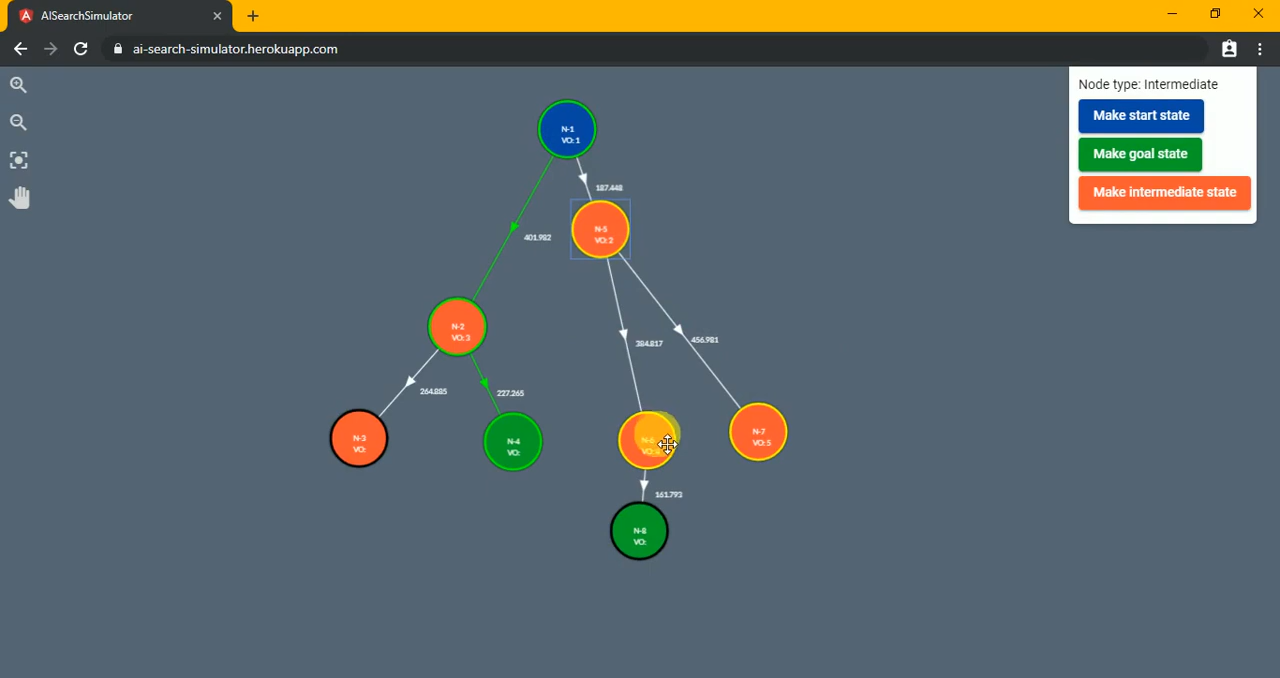 AISearchSimulator
ai-search-simulator.herokuapp.com
Node type: Intermediate
Make start state
Make goal state
Make intermediate state
N-1
VO:1
187.448
401.982
N-5
VO:2
N-2
VO:3
384.817
456.981
264.885
227.265
N-3
VO:
N-4
VO:
N-6
N-7
VO:5
161.793
N-8
VO: